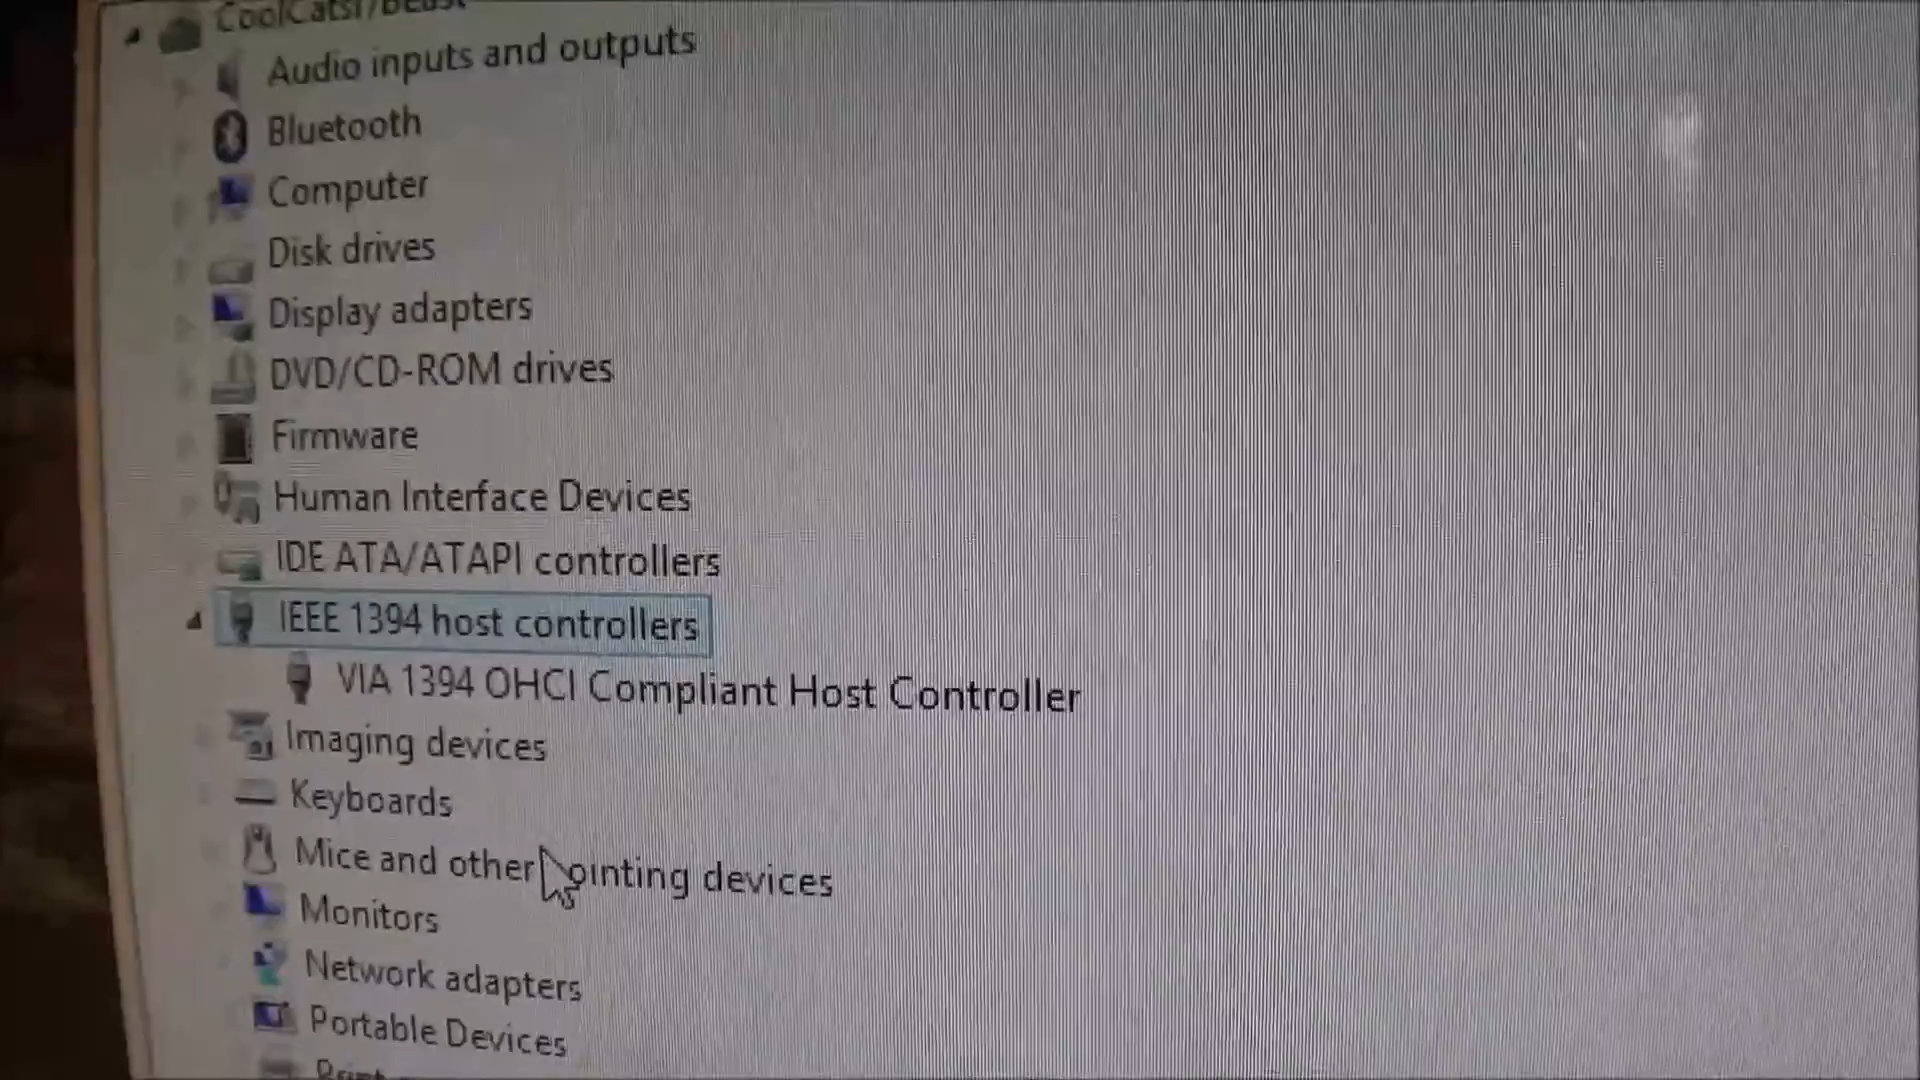 Audio inputs and outputs
Bluetooth
Computer
Disk drives
Display adapters
DVD/CD-ROM drives
Firmware
Human Interface Devices
IDE ATA/ATAPI controllers
IEEE 1394 host controllers
VIA 1394 OHCI Compliant Host Controller
Imaging devices
Keyboards
Mice and other pointing devices
Monitors
Network adapters
Portable Devices